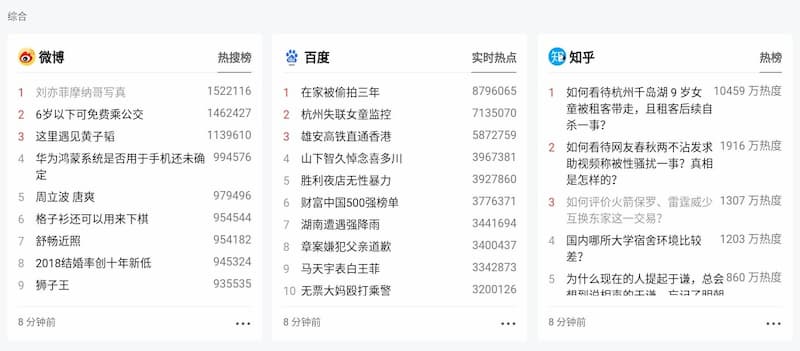 综合
微博 热搜榜
1 刘亦菲摩纳哥写真 1522116
2 6岁以下可免费乘公交 1462427
3 这里遇见黄子韬 1139610
4 华为鸿蒙系统是否用于手机还未确 994576
定
5 周立波 唐爽 979496
6 格子衫还可以用来下棋 954544
7 舒畅近照 954182
8 2018结婚率创十年新低 945324
9 狮子王 935535
8 分钟前
百度 实时热点
1 在家被偷拍三年 8796065
2 杭州失联女童监控 7135070
3 雄安高铁直通香港 5872759
4 山下智久悼念喜多川 3967381
5 胜利夜店无性暴力 3927860
6 财富中国500强榜单 3776371
7 湖南遭遇强降雨 3441694
8 章案嫌犯父亲道歉 3400437
9 马天宇表白王菲 3342873
10 无票大妈殴打乘警 3200126
8 分钟前
知 知乎 热榜
1 如何看待杭州千岛湖 9 岁女 10459 万热度
童被租客带走，且租客后续自
杀一事？
2 如何看待网友春秋两不沾发求 1916 万热度
助视频称被性骚扰一事？真相
是怎样的？
3 如何评价火箭保罗、雷霆威少 1307 万热度
互换东家这一交易？
4 国内哪所大学宿舍环境比较 1203 万热度
差？
5 为什么现在的人提起于谦，总会 860 万热度
想到说相声的于谦，忘记了明朝
8 分钟前